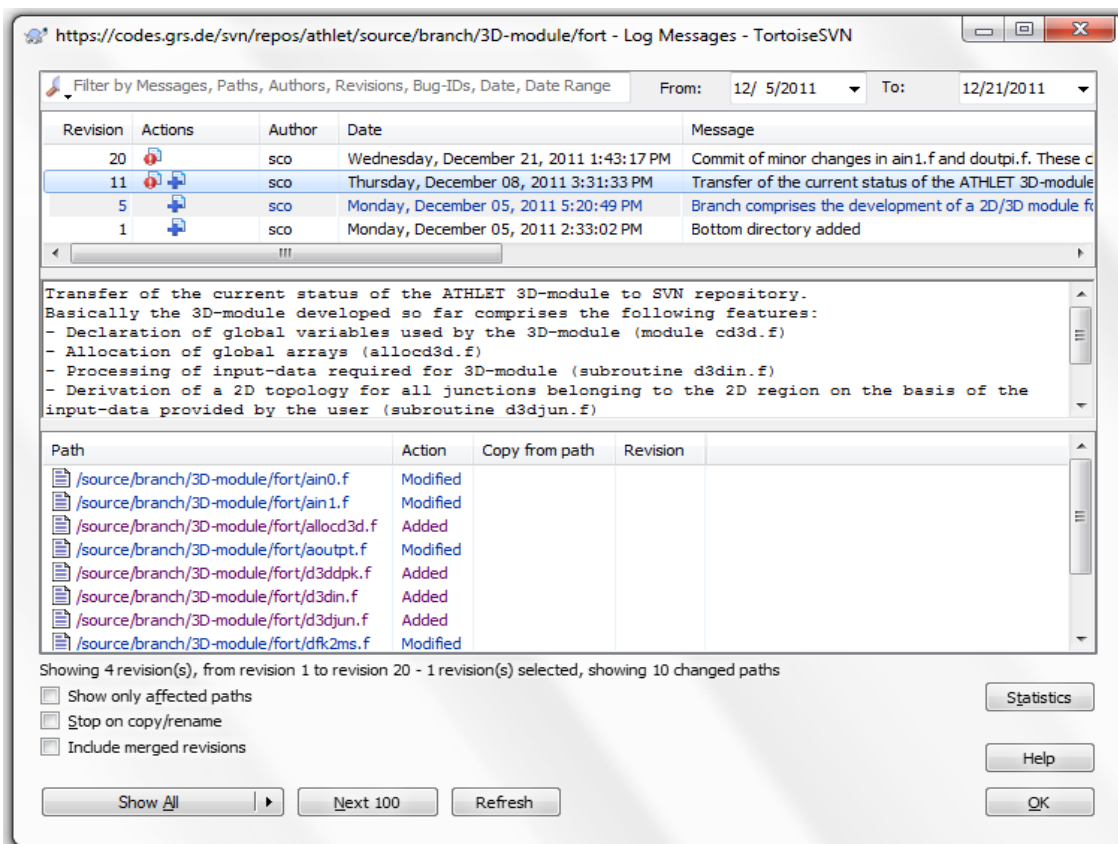 https://codes.grs.de/svn/repos/athlet/source/branch/3D-module/fort - Log Messages - TortoiseSVN
Filter by Messages, Paths, Authors, Revisions, Bug-IDs, Date, Date Range From: 12/ 5/2011 To: 12/21/2011
Revision Actions Author Date Message
20 sco Wednesday, December 21, 2011 1:43:17 PM Commit of minor changes in ain1.f and doutpi.f. These
11 sco Thursday, December 08, 2011 3:31:33 PM Transfer of the current status of the ATHLET 3D-module
5 sco Monday, December 05, 2011 5:20:49 PM Branch comprises the development of a 2D/3D module
1 sco Monday, December 05, 2011 2:33:02 PM Bottom directory added
Transfer of the current status of the ATHLET 3D-module to SVN repository.
Basically the 3D-module developed so far comprises the following features:
- Declaration of global variables used by the 3D-module (module cd3d.f)
- Allocation of global arrays (allocd3d.f)
- Processing of input-data required for 3D-module (subroutine d3din.f)
- Derivation of a 2D topology for all junctions belonging to the 2D region on the basis of the
input-data provided by the user (subroutine d3djun.f)
Path Action Copy from path Revision
/source/branch/3D-module/fort/ain0.f Modified
/source/branch/3D-module/fort/ain1.f Modified
/source/branch/3D-module/fort/allocd3d.f Added
/source/branch/3D-module/fort/aoutpt.f Modified
/source/branch/3D-module/fort/d3ddpk.f Added
/source/branch/3D-module/fort/d3din.f Added
/source/branch/3D-module/fort/d3djun.f Added
/source/branch/3D-module/fort/dfk2ms.f Modified
Showing 4 revision(s), from revision 1 to revision 20 - 1 revision(s) selected, showing 10 changed paths
Show only affected paths
Statistics
Stop on copy/rename
Include merged revisions
Help
Show All Next 100 Refresh OK